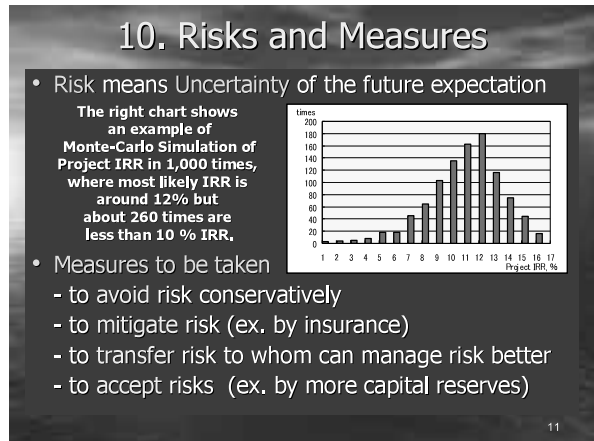 10. Risks and Measures
• Risk means Uncertainty of the future expectation
The right chart shows
an example of
Monte-Carlo Simulation of
Project IRR in 1,000 times,
where most likely IRR is
around 12% but
about 260 times are
less than 10 % IRR.
times
200
180
160
140
120
100
80
60
40
20
0
1 2 3 4 5 6 7 8 9 10 11 12 13 14 15 16 17
Project IRR, %
• Measures to be taken
- to avoid risk conservatively
- to mitigate risk (ex. by insurance)
- to transfer risk to whom can manage risk better
- to accept risks (ex. by more capital reserves)
11